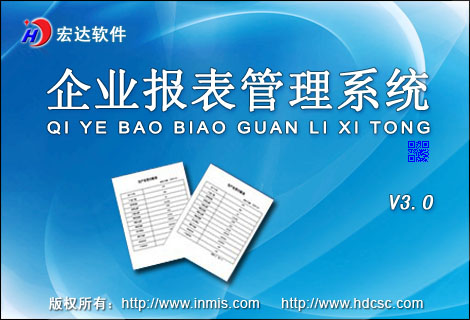 宏达软件
企业报表管理系统
QI YE BAO BIAO GUAN LI XI TONG
V3.0
版权所有：http://www.inmis.com http://www.hdcsc.com